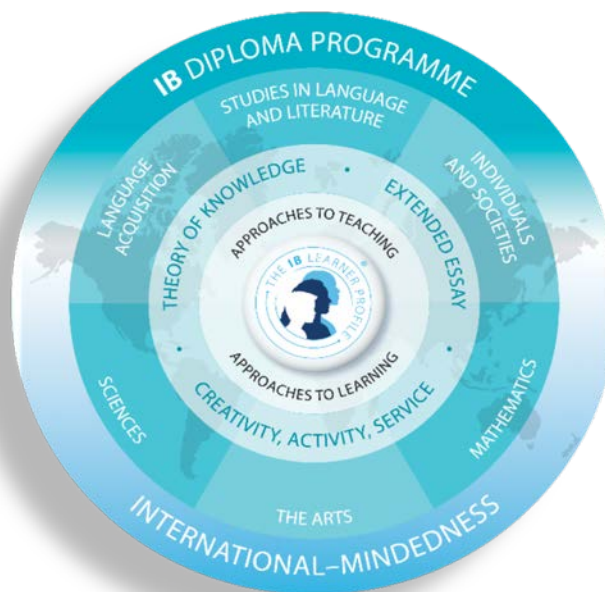 IB DIPLOMA PROGRAMME
STUDIES IN LANGUAGE
AND LITERATURE
LANGUAGE
ACQUISITION
INDIVIDUALS
AND SOCIETIES
THEORY OF KNOWLEDGE
•
EXTENDED ESSAY
•
APPROACHES TO TEACHING
THE IB LEARNER PROFILE
®
APPROACHES TO LEARNING
•
CREATIVITY, ACTIVITY, SERVICE
SCIENCES
MATHEMATICS
THE ARTS
INTERNATIONAL–MINDEDNESS